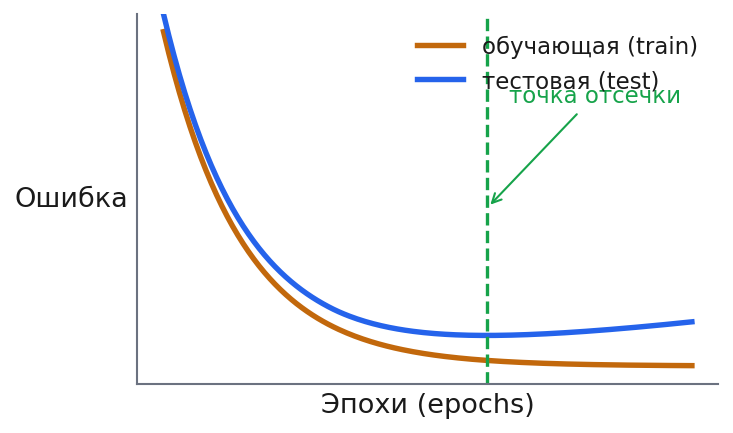 обучающая (train)
тестовая (test)
точка отсечки
Ошибка
Эпохи (epochs)